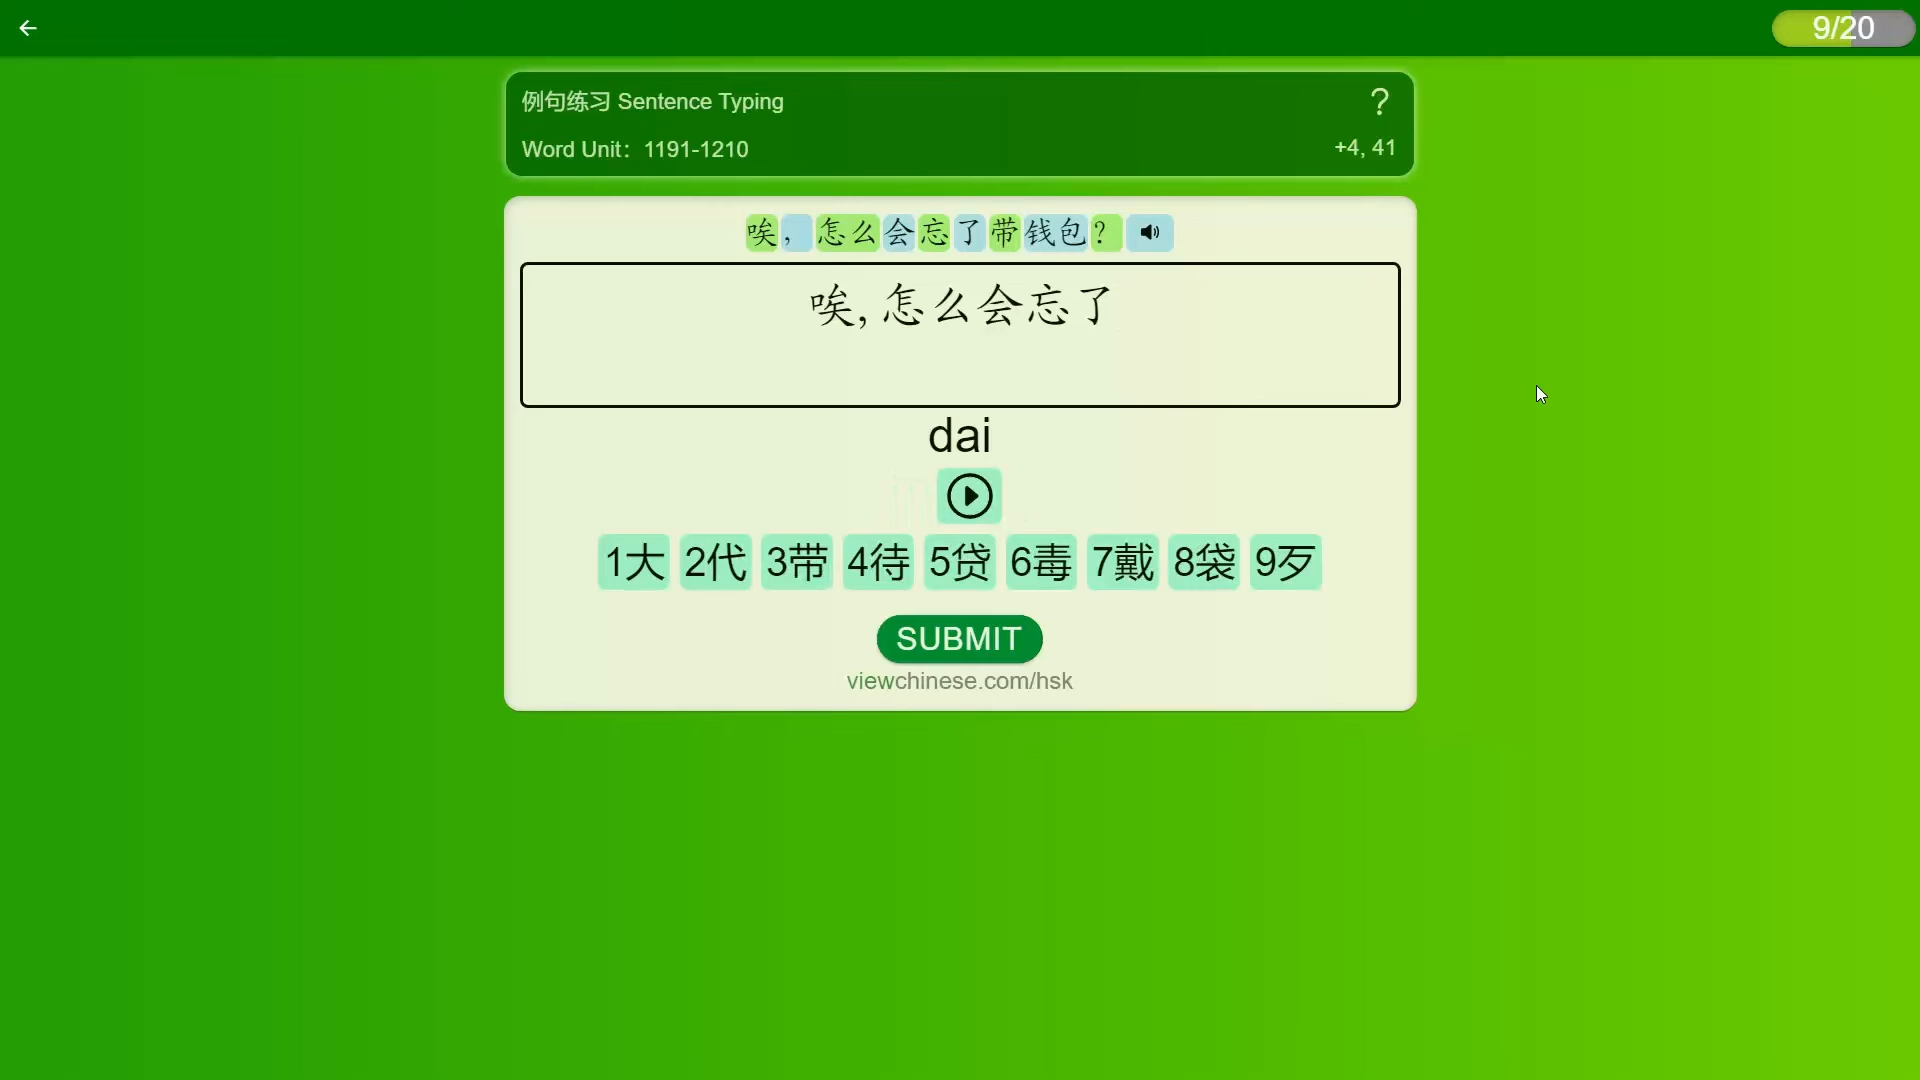 9/20
例句练习 Sentence Typing
?
Word Unit：1191-1210
+4, 41
唉，怎么会忘了带钱包？
唉,怎么会忘了
dai
1大 2代 3带 4待 5贷 6毒 7戴 8袋 9歹
SUBMIT
viewchinese.com/hsk